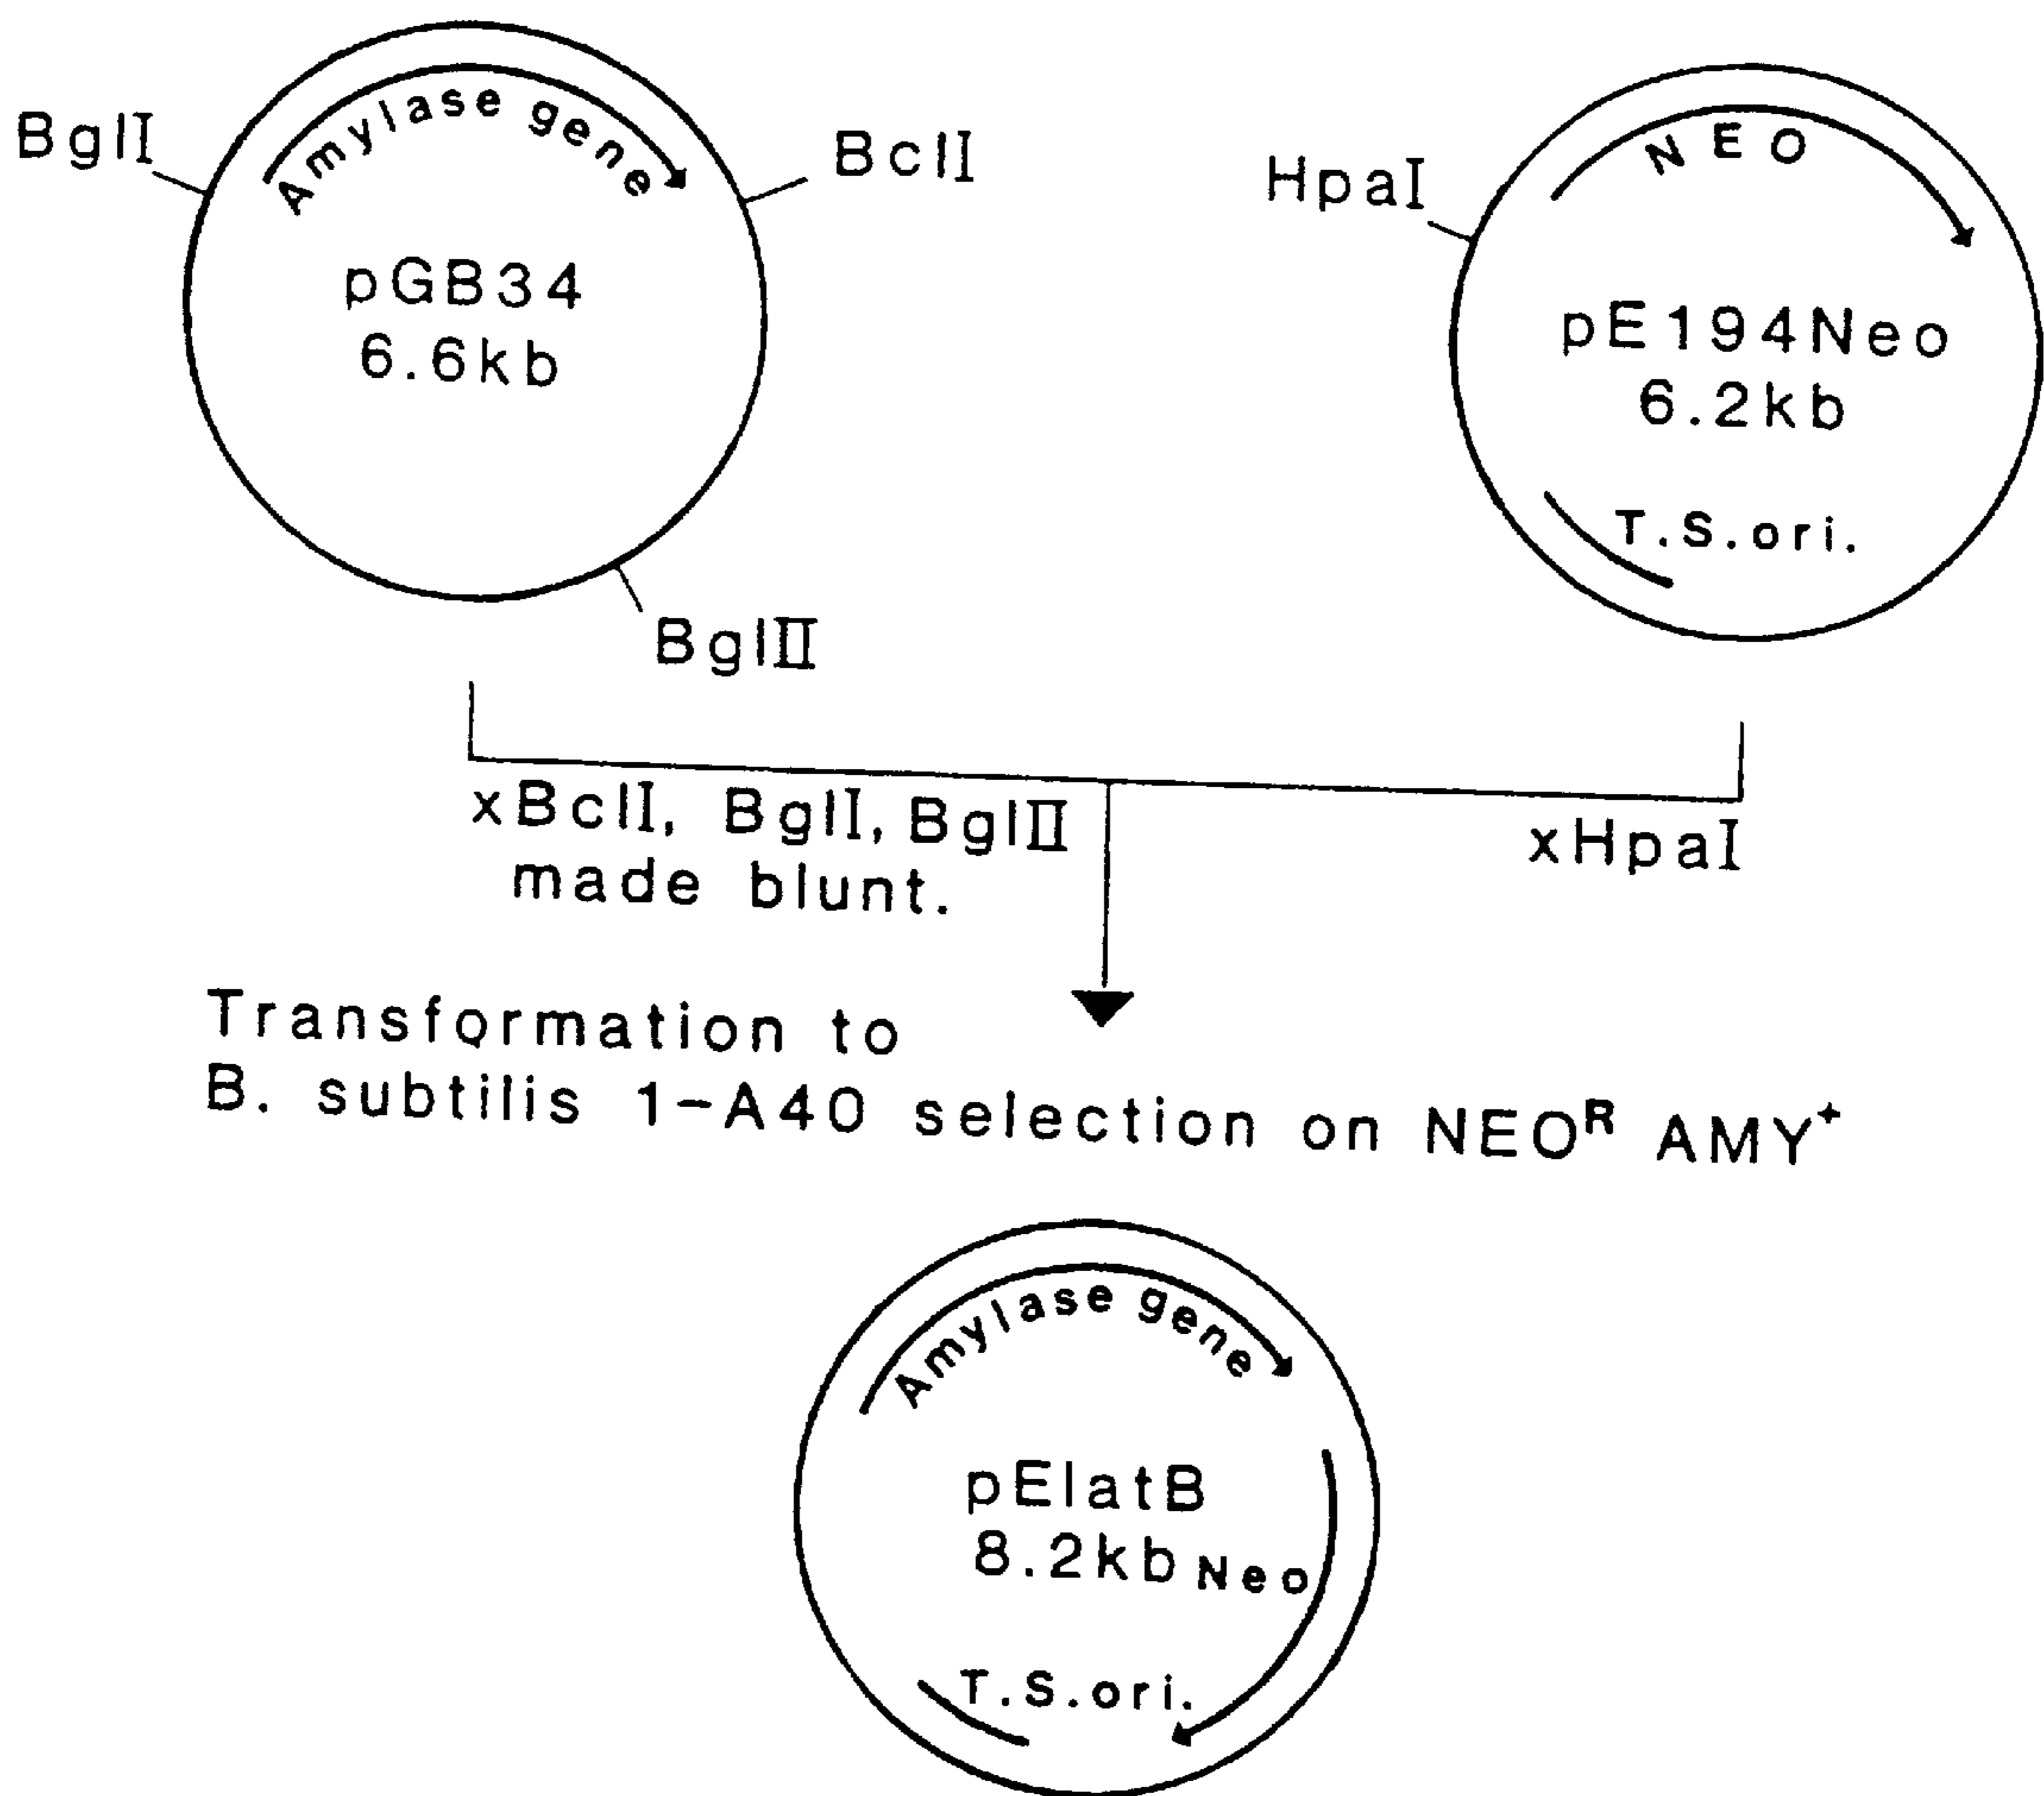 Amylase gene
BglI
BclI
pGB34
6.6kb
BglII
NEO
HpaI
pE194Neo
6.2kb
T.S.ori.
xBclI, BglI, BglII
made blunt.
xHpaI
Transformation to
B. subtilis 1-A40 selection on NEOᴿ AMY⁺
Amylase gene
pElatB
8.2kb
Neo
T.S.ori.